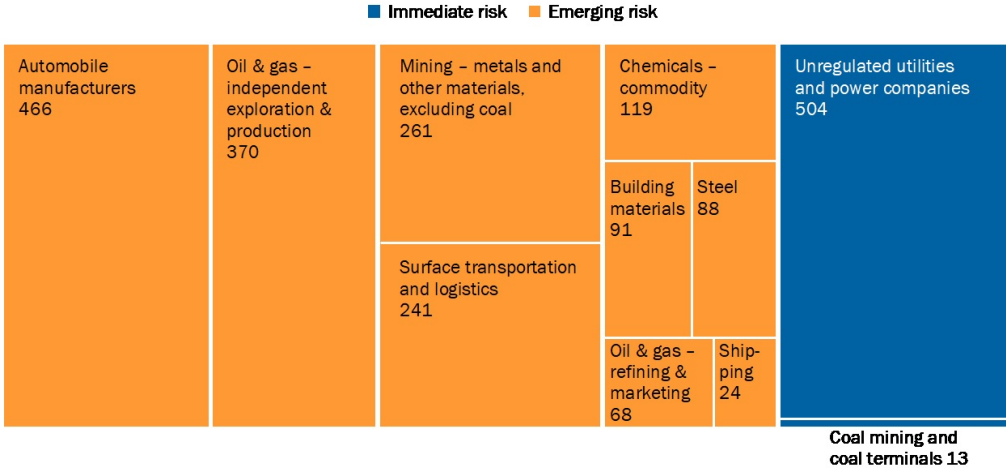 Immediate risk Emerging risk
Automobile
manufacturers
466
Oil & gas –
independent
exploration &
production
370
Mining – metals and
other materials,
excluding coal
261
Surface transportation
and logistics
241
Chemicals –
commodity
119
Building
materials
91
Steel
88
Oil & gas –
refining &
marketing
68
Ship-
ping
24
Unregulated utilities
and power companies
504
Coal mining and
coal terminals 13